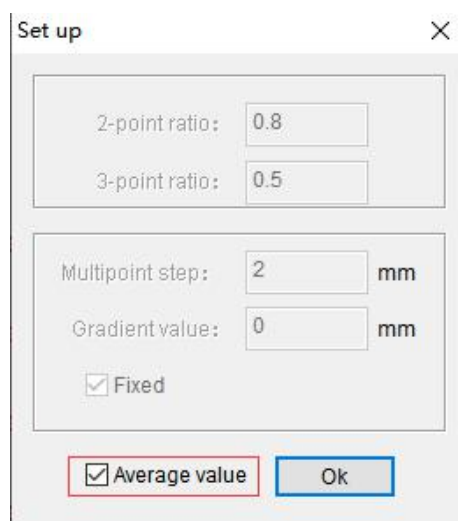 Set up
2-point ratio: 0.8
3-point ratio: 0.5
Multipoint step: 2 mm
Gradient value: 0 mm
Fixed
Average value Ok